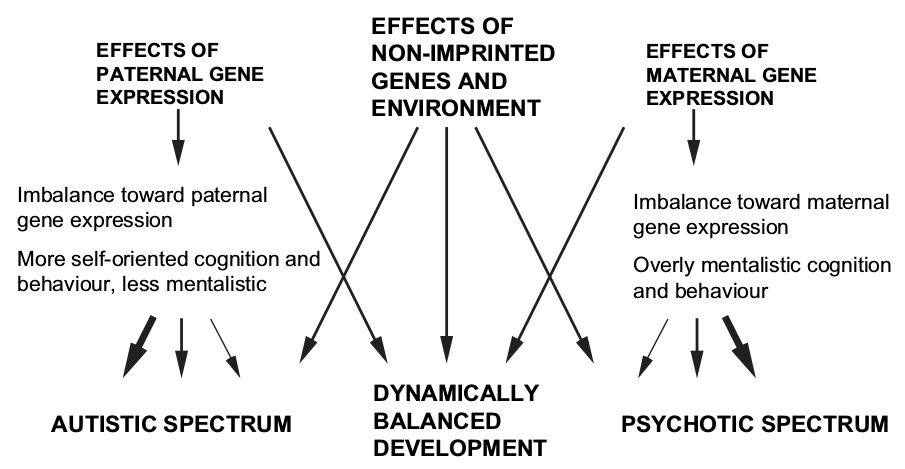 EFFECTS OF
PATERNAL GENE
EXPRESSION
EFFECTS OF
NON-IMPRINTED
GENES AND
ENVIRONMENT
EFFECTS OF
MATERNAL GENE
EXPRESSION
Imbalance toward paternal
gene expression
More self-oriented cognition and
behaviour, less mentalistic
Imbalance toward maternal
gene expression
Overly mentalistic cognition
and behaviour
AUTISTIC SPECTRUM
DYNAMICALLY
BALANCED
DEVELOPMENT
PSYCHOTIC SPECTRUM